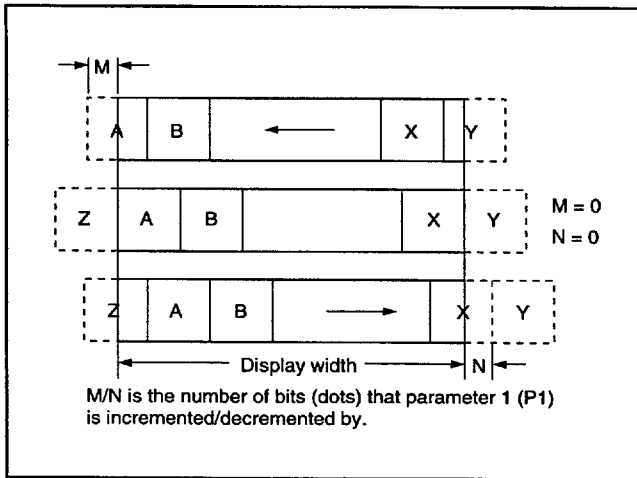 M
A B X Y
Z A B X Y M = 0
N = 0
Z A B X Y
Display width N
M/N is the number of bits (dots) that parameter 1 (P1)
is incremented/decremented by.